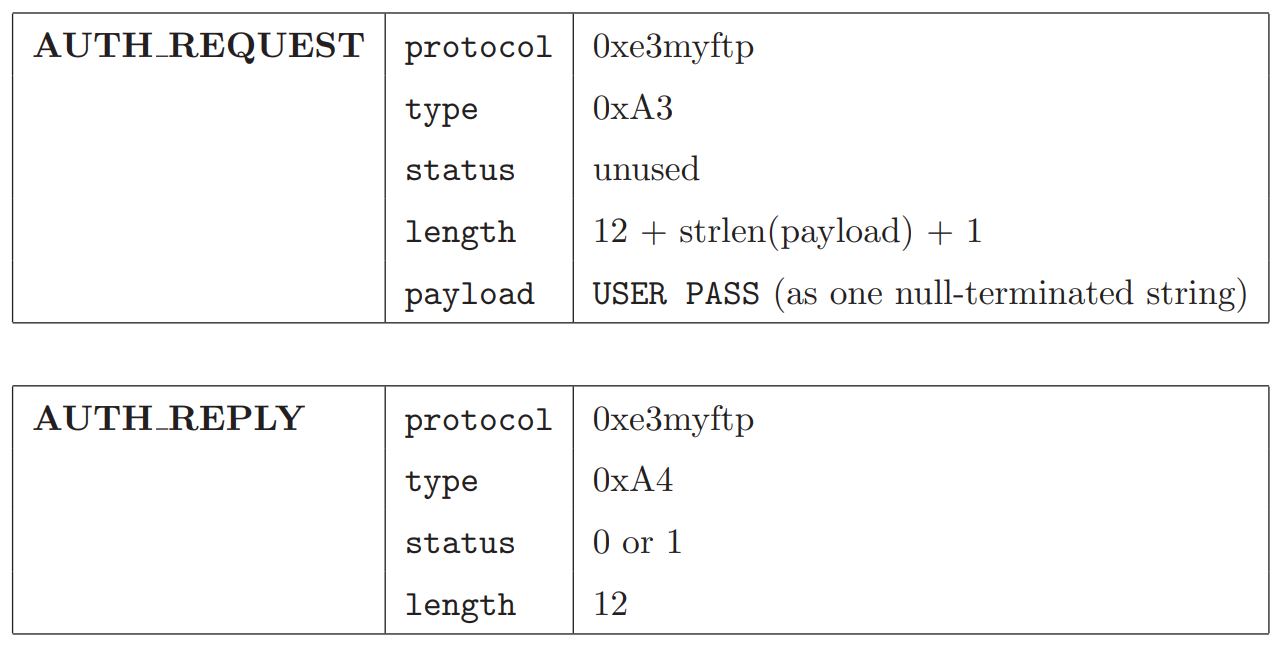 AUTH_REQUEST protocol 0xe3myftp
type 0xA3
status unused
length 12 + strlen(payload) + 1
payload USER PASS (as one null-terminated string)
AUTH_REPLY protocol 0xe3myftp
type 0xA4
status 0 or 1
length 12